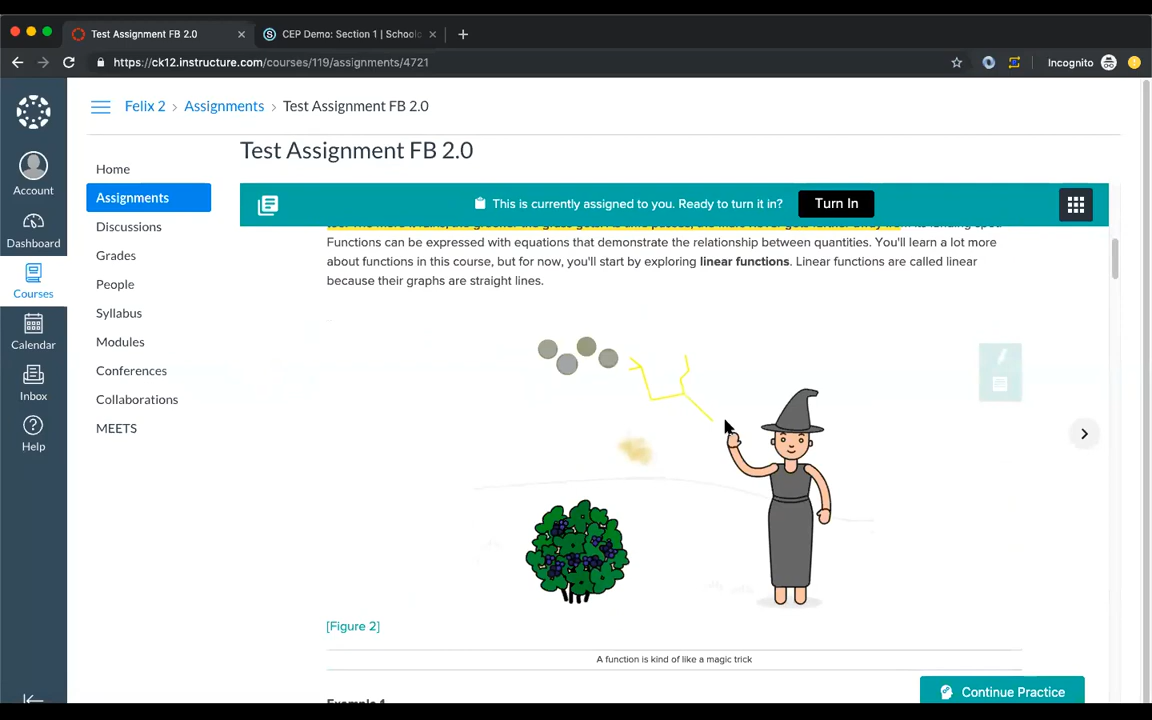 Test Assignment FB 2.0
CEP Demo: Section 1 | Schoolo
https://ck12.instructure.com/courses/119/assignments/4721
Incognito
Felix 2 > Assignments > Test Assignment FB 2.0
Account
Dashboard
Courses
Calendar
Inbox
Help
Home
Assignments
Discussions
Grades
People
Syllabus
Modules
Conferences
Collaborations
MEETS
Test Assignment FB 2.0
This is currently assigned to you. Ready to turn it in?
Turn In
Functions can be expressed with equations that demonstrate the relationship between quantities. You'll learn a lot more
about functions in this course, but for now, you'll start by exploring linear functions. Linear functions are called linear
because their graphs are straight lines.
[Figure 2]
A function is kind of like a magic trick
Example 1
Continue Practice